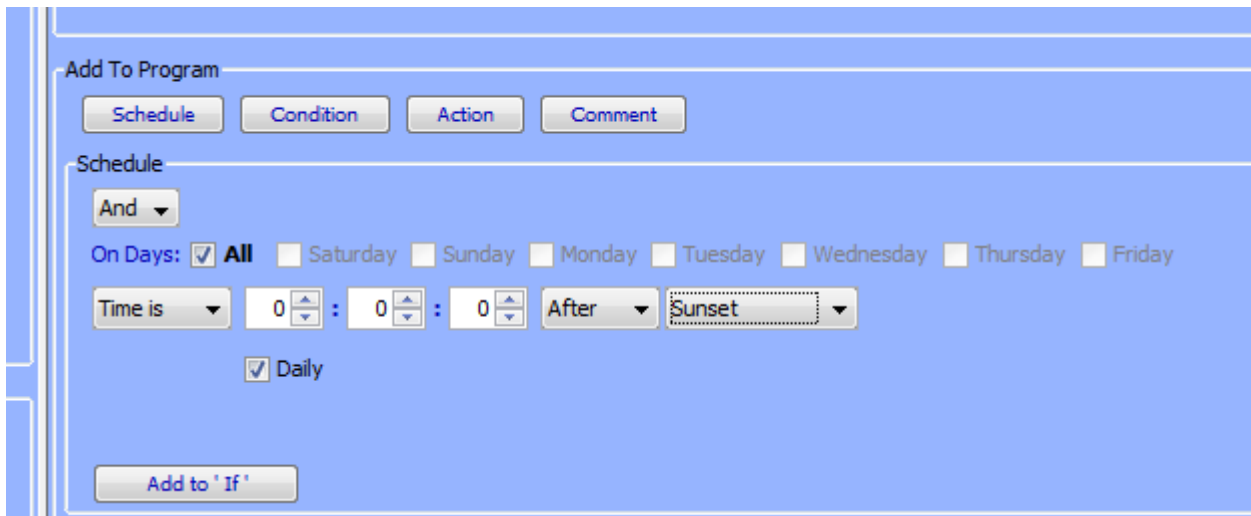 Add To Program
Schedule Condition Action Comment
Schedule
And
On Days: All Saturday Sunday Monday Tuesday Wednesday Thursday Friday
Time is 0 : 0 : 0 After Sunset
Daily
Add to ' If '